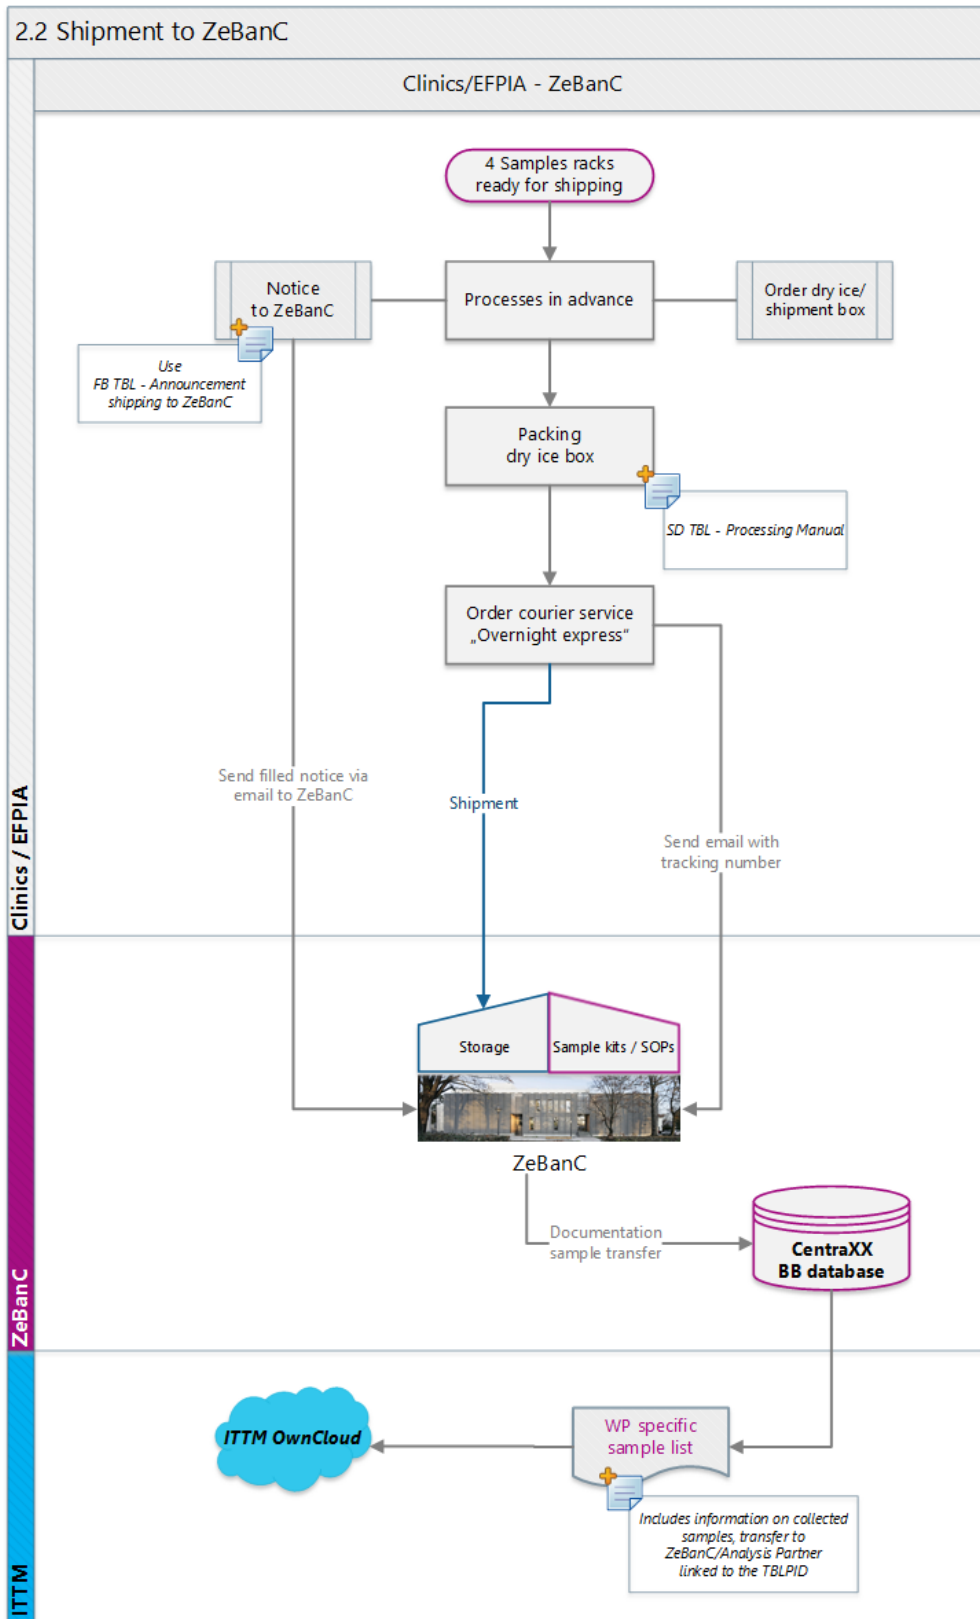 2.2 Shipment to ZeBanC
Clinics/EFPIA - ZeBanC
4 Samples racks
ready for shipping
Notice
to ZeBanC
Processes in advance
Order dry ice/
shipment box
Use
FB TBL - Announcement
shipping to ZeBanC
Packing
dry ice box
SD TBL - Processing Manual
Order courier service
„Overnight express“
Send filled notice via
email to ZeBanC
Shipment
Send email with
tracking number
Clinics / EFPIA
Storage
Sample kits / SOPs
ZeBanC
Documentation
sample transfer
CentraXX
BB database
ZeBanC
WP specific
sample list
ITTM OwnCloud
Includes information on collected
samples, transfer to
ZeBanC/Analysis Partner
linked to the TBLPID
ITTM